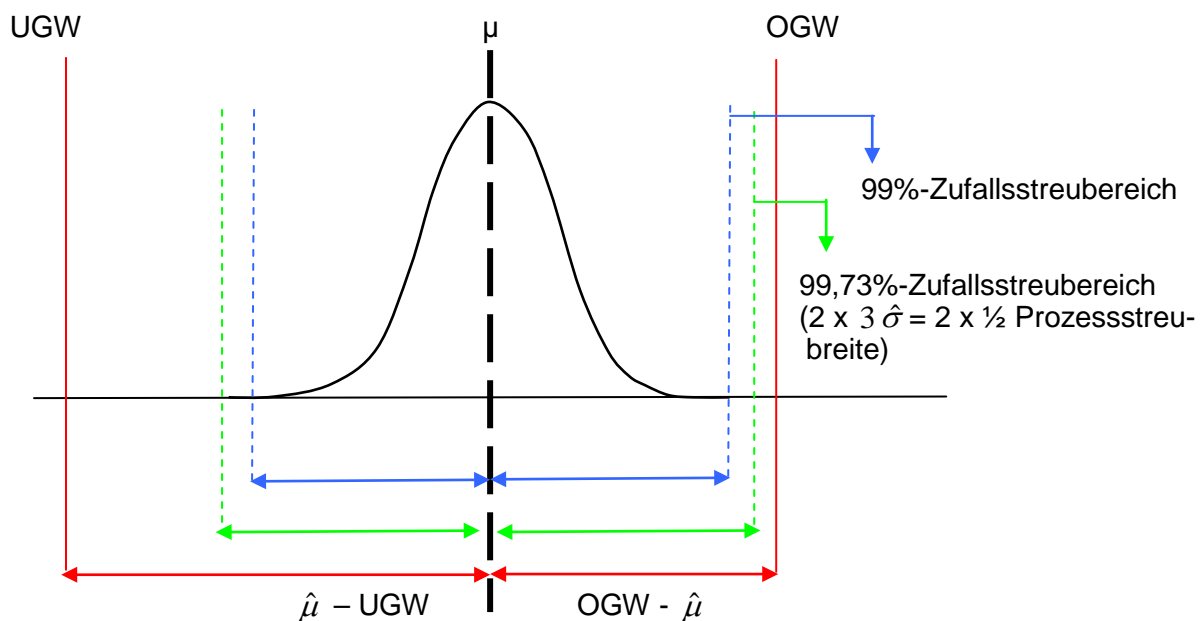 UGW
µ
OGW
99%-Zufallsstreubereich
99,73%-Zufallsstreubereich
(2 x 3 σ̂ = 2 x ½ Prozessstreu-
breite)
μ̂ – UGW
OGW - μ̂